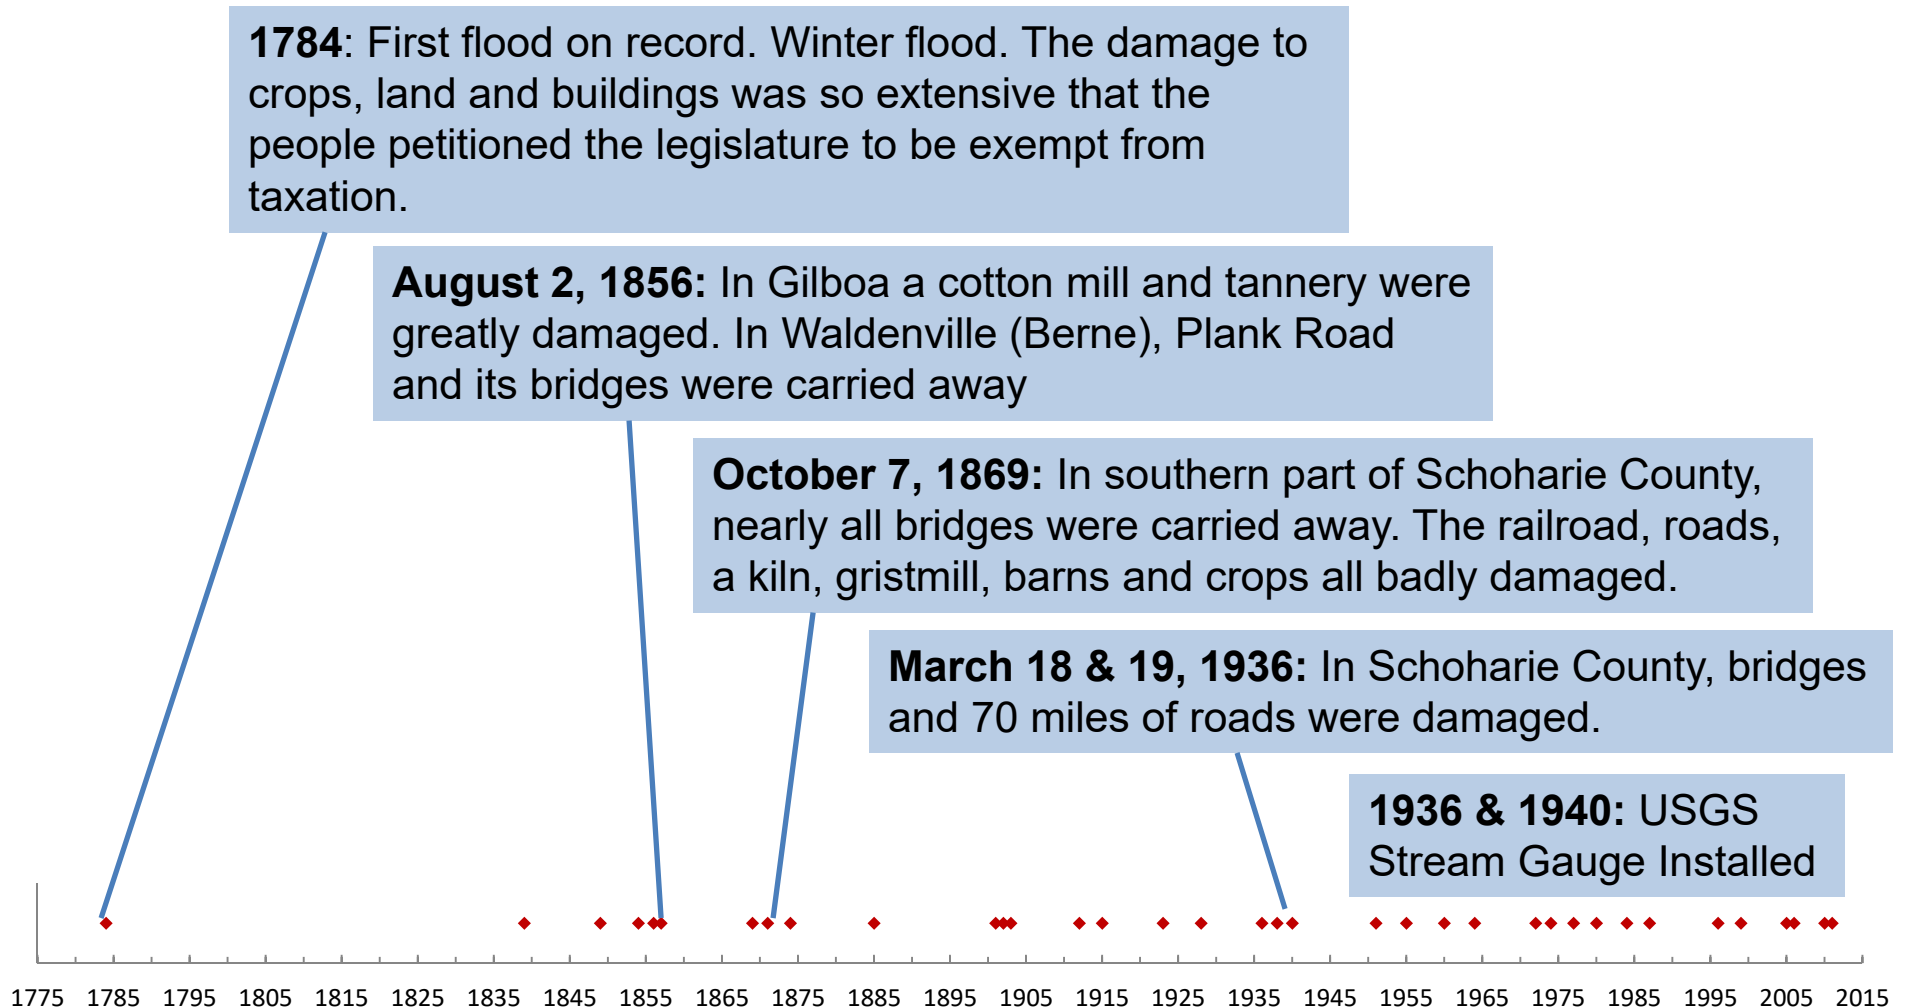 1784: First flood on record. Winter flood. The damage to
crops, land and buildings was so extensive that the
people petitioned the legislature to be exempt from
taxation.
August 2, 1856: In Gilboa a cotton mill and tannery were
greatly damaged. In Waldenville (Berne), Plank Road
and its bridges were carried away
October 7, 1869: In southern part of Schoharie County,
nearly all bridges were carried away. The railroad, roads,
a kiln, gristmill, barns and crops all badly damaged.
March 18 & 19, 1936: In Schoharie County, bridges
and 70 miles of roads were damaged.
1936 & 1940: USGS
Stream Gauge Installed
1775 1785 1795 1805 1815 1825 1835 1845 1855 1865 1875 1885 1895 1905 1915 1925 1935 1945 1955 1965 1975 1985 1995 2005 2015